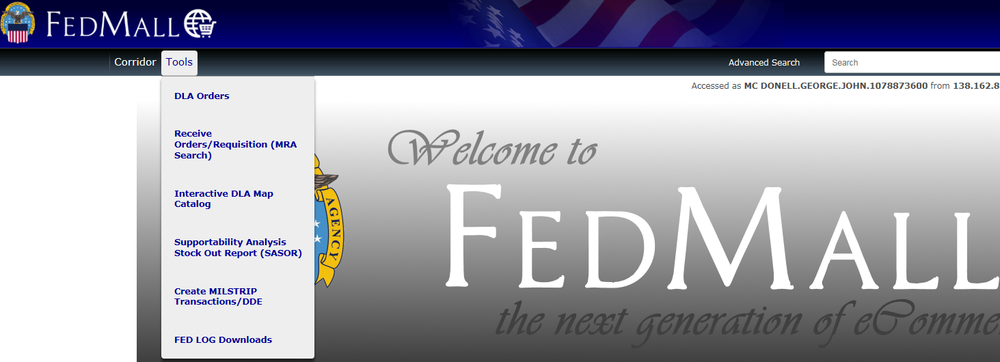 FEDMALL
Corridor Tools Advanced Search Search
Accessed as MC DONELL.GEORGE.JOHN.1078873600 from 138.162.8
DLA Orders
Receive
Orders/Requisition (MRA
Search)
Interactive DLA Map
Catalog
Supportability Analysis
Stock Out Report (SASOR)
Create MILSTRIP
Transactions/DDE
FED LOG Downloads
Welcome to
FEDMALL
AGENCY
the next generation of eComme